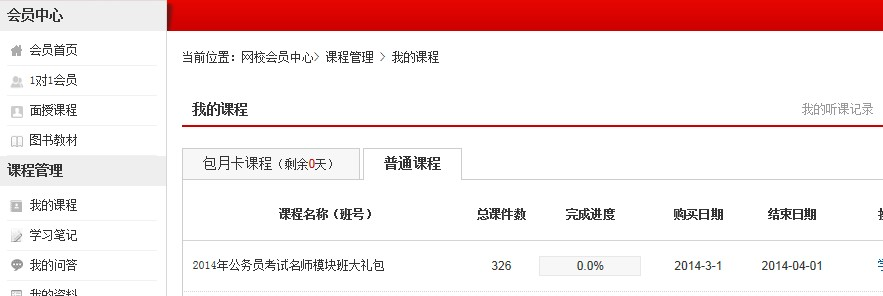 会员中心
会员首页
1对1会员
面授课程
图书教材
课程管理
我的课程
学习笔记
我的问答
我的资料
当前位置：网校会员中心> 课程管理 > 我的课程
我的课程 我的听课记录
包月卡课程（剩余0天） 普通课程
课程名称（班号） 总课件数 完成进度 购买日期 结束日期
2014年公务员考试名师模块班大礼包 326 0.0% 2014-3-1 2014-04-01